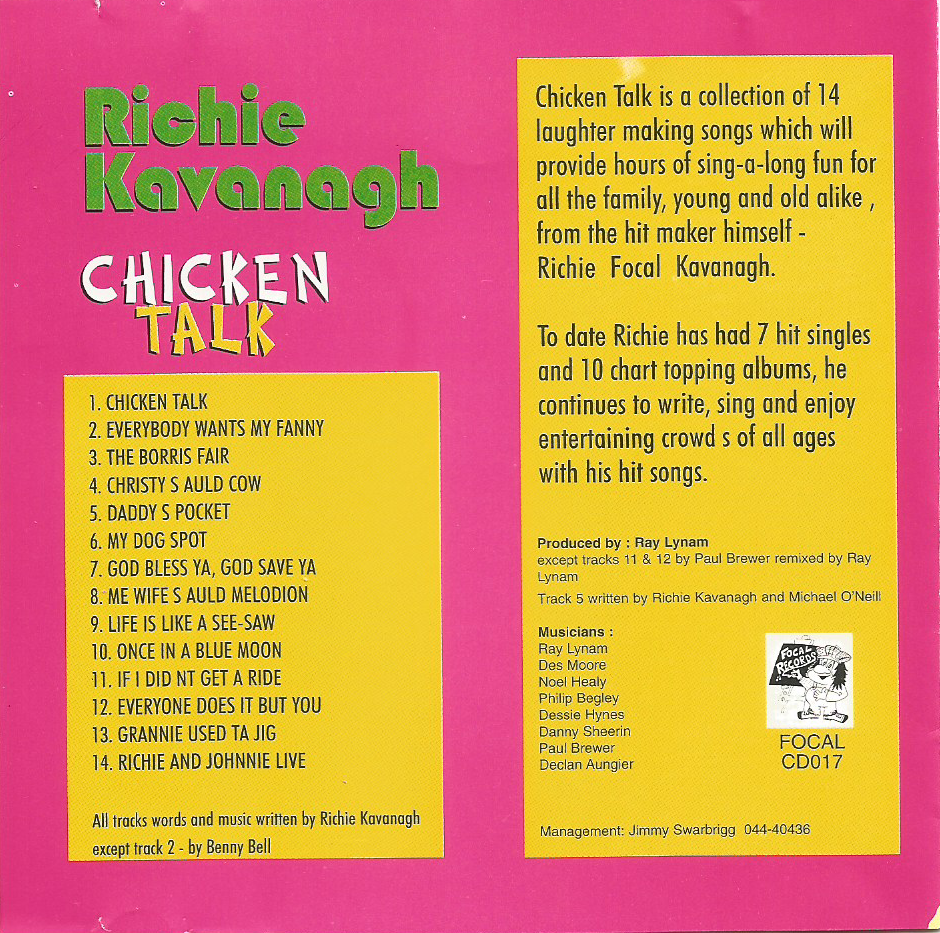 Richie
Kavanagh
CHICKEN
TALK
1. CHICKEN TALK
2. EVERYBODY WANTS MY FANNY
3. THE BORRIS FAIR
4. CHRISTY S AULD COW
5. DADDY S POCKET
6. MY DOG SPOT
7. GOD BLESS YA, GOD SAVE YA
8. ME WIFE S AULD MELODION
9. LIFE IS LIKE A SEE-SAW
10. ONCE IN A BLUE MOON
11. IF I DID NT GET A RIDE
12. EVERYONE DOES IT BUT YOU
13. GRANNIE USED TA JIG
14. RICHIE AND JOHNNIE LIVE
All tracks words and music written by Richie Kavanagh
except track 2 - by Benny Bell
Chicken Talk is a collection of 14
laughter making songs which will
provide hours of sing-a-long fun for
all the family, young and old alike ,
from the hit maker himself -
Richie Focal Kavanagh.
To date Richie has had 7 hit singles
and 10 chart topping albums, he
continues to write, sing and enjoy
entertaining crowd s of all ages
with his hit songs.
Produced by : Ray Lynam
except tracks 11 & 12 by Paul Brewer remixed by Ray
Lynam
Track 5 written by Richie Kavanagh and Michael O'Neill
Musicians :
Ray Lynam
Des Moore
Noel Healy
Philip Begley
Dessie Hynes
Danny Sheerin
Paul Brewer
Declan Aungier
FOCAL
RECORDS
FOCAL
CD017
Management: Jimmy Swarbrigg 044-40436